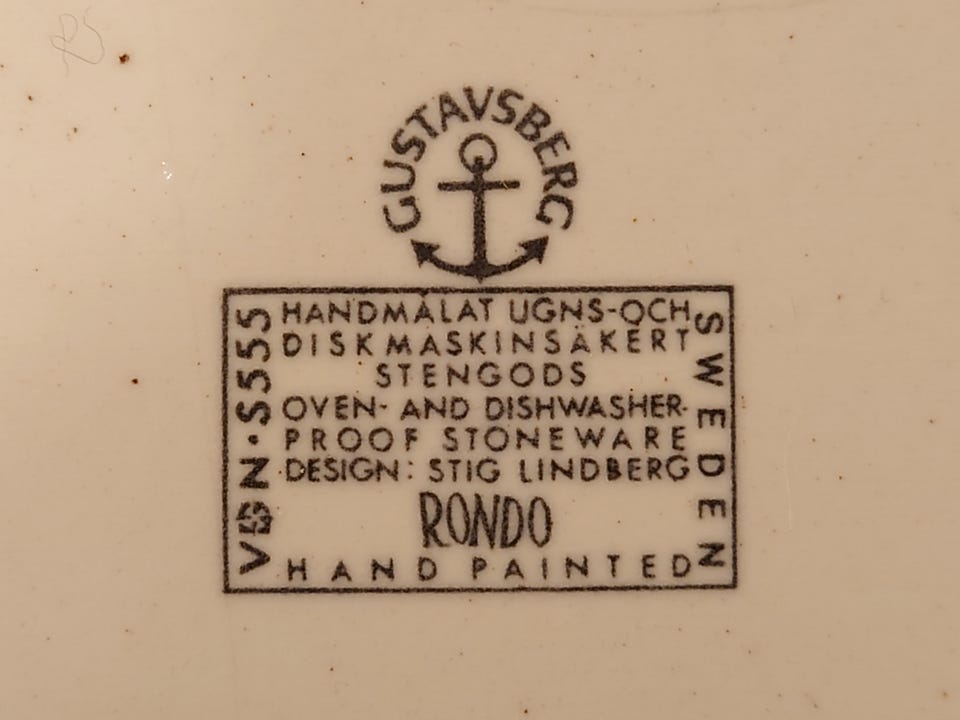 GUSTAVSBERG
HANDMÅLAT UGNS-OCH
DISKMASKINSÄKERT
STENGODS
OVEN- AND DISHWASHER-
PROOF STONEWARE
DESIGN: STIG LINDBERG
RONDO
HAND PAINTED
VDN·S555
SWEDEN